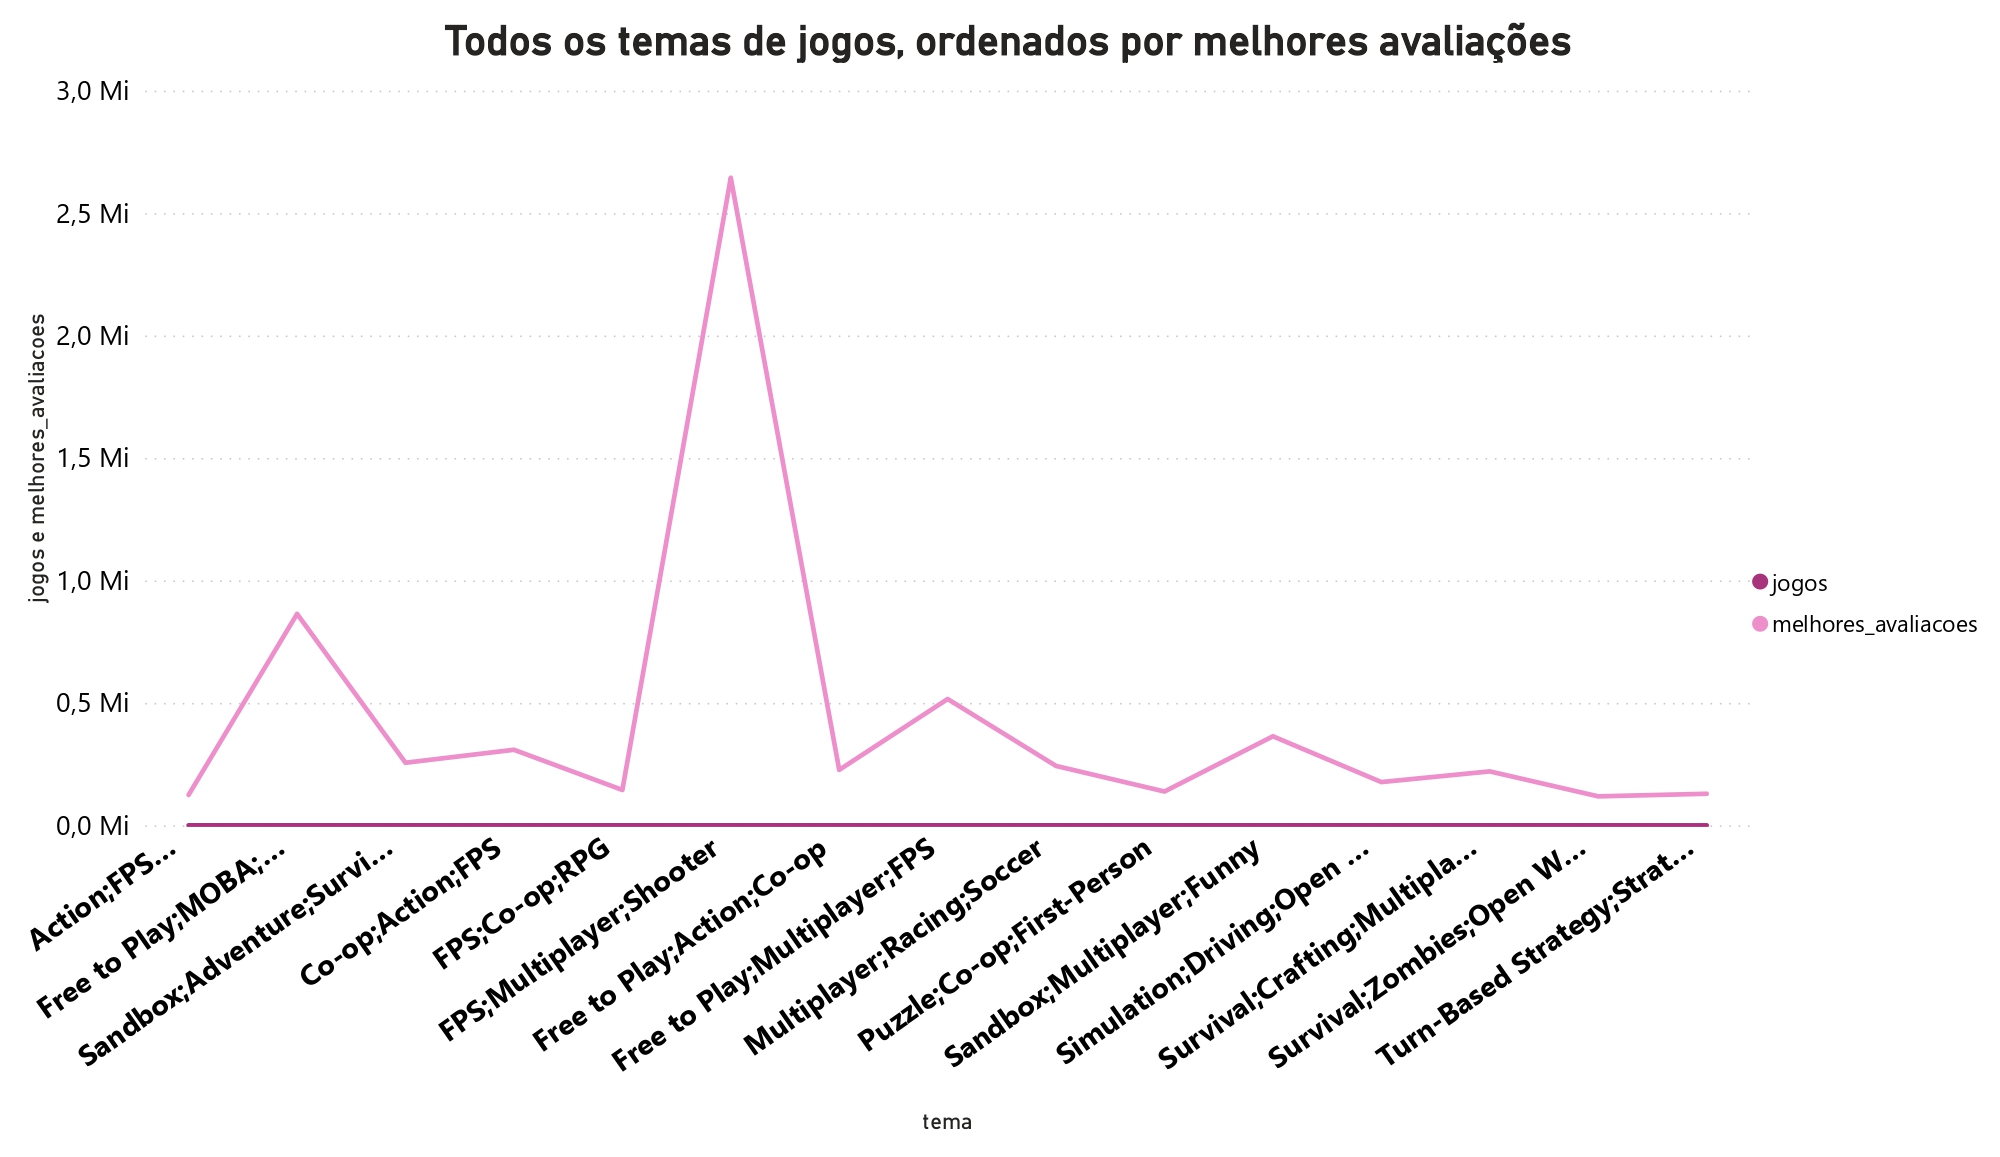 Todos os temas de jogos, ordenados por melhores avaliações
3,0 Mi
2,5 Mi
2,0 Mi
1,5 Mi
1,0 Mi
0,5 Mi
0,0 Mi
jogos e melhores_avaliacoes
jogos
melhores_avaliacoes
Action;FPS...
Free to Play;MOBA;...
Sandbox;Adventure;Survi...
Co-op;Action;FPS
FPS;Co-op;RPG
FPS;Multiplayer;Shooter
Free to Play;Action;Co-op
Free to Play;Multiplayer;FPS
Multiplayer;Racing;Soccer
Puzzle;Co-op;First-Person
Sandbox;Multiplayer;Funny
Simulation;Driving;Open ...
Survival;Crafting;Multipla...
Survival;Zombies;Open W...
Turn-Based Strategy;Strat...
tema